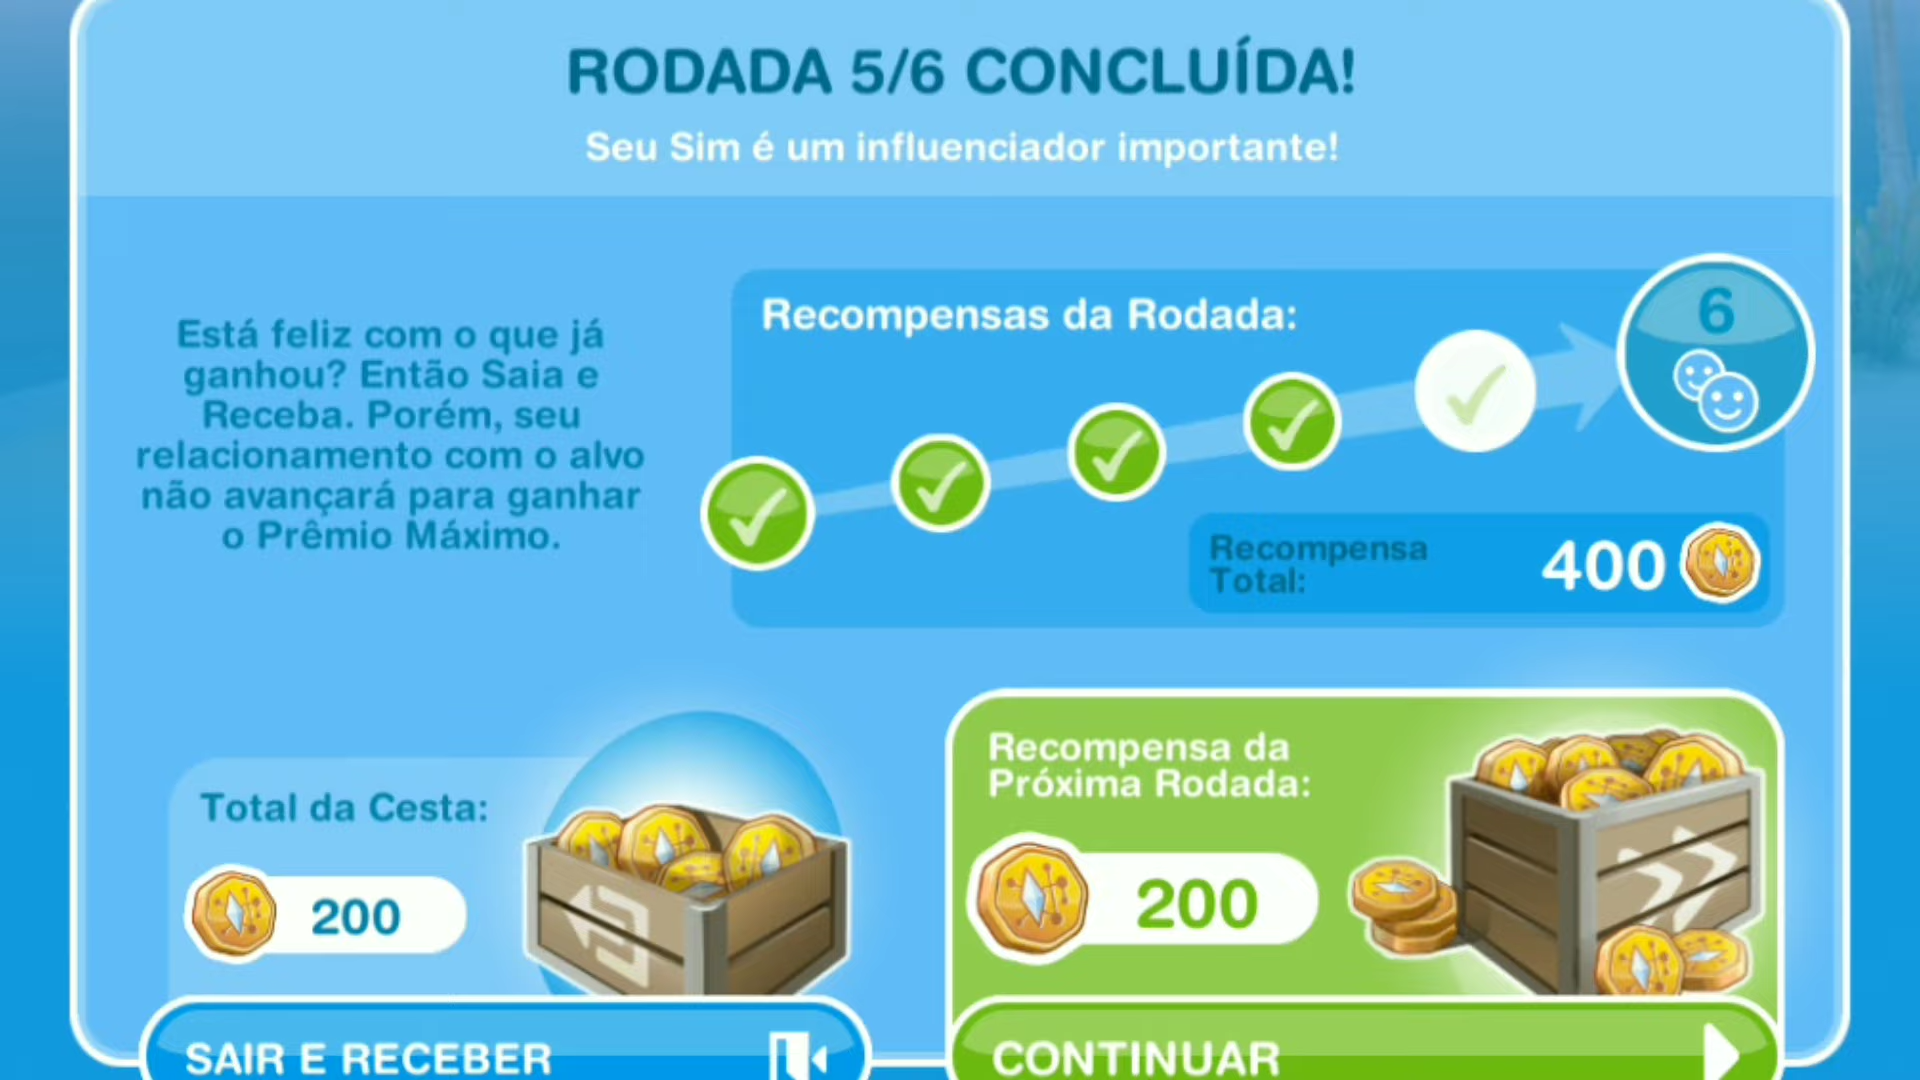 RODADA 5/6 CONCLUÍDA!
Seu Sim é um influenciador importante!
Está feliz com o que já
ganhou? Então Saia e
Receba. Porém, seu
relacionamento com o alvo
não avançará para ganhar
o Prêmio Máximo.
Recompensas da Rodada:
6
Recompensa
Total:
400
Total da Cesta:
200
Recompensa da
Próxima Rodada:
200
SAIR E RECEBER
CONTINUAR